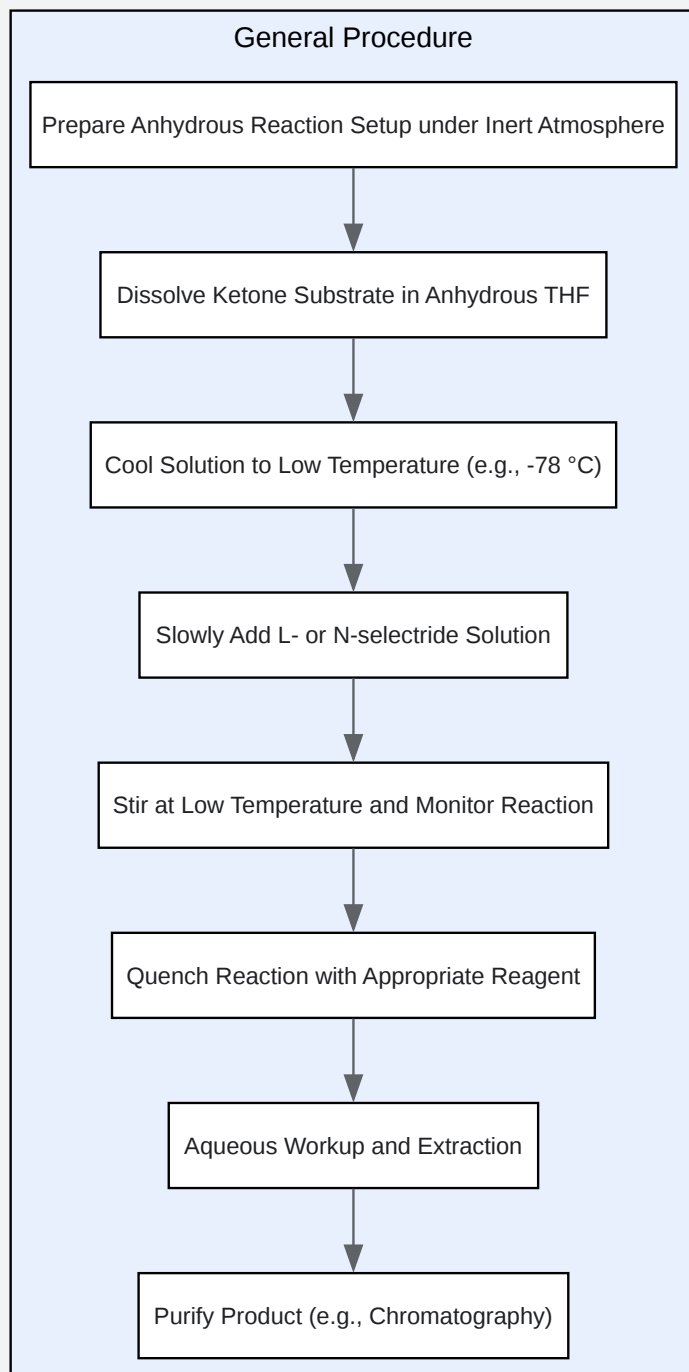 General Procedure
Prepare Anhydrous Reaction Setup under Inert Atmosphere
Dissolve Ketone Substrate in Anhydrous THF
Cool Solution to Low Temperature (e.g., -78 °C)
Slowly Add L- or N-selectride Solution
Stir at Low Temperature and Monitor Reaction
Quench Reaction with Appropriate Reagent
Aqueous Workup and Extraction
Purify Product (e.g., Chromatography)